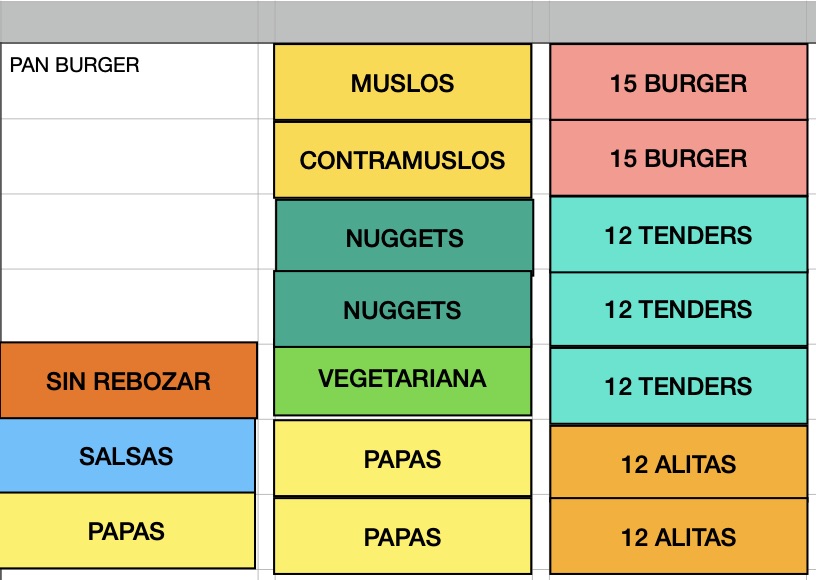 PAN BURGER
SIN REBOZAR
SALSAS
PAPAS
MUSLOS
CONTRAMUSLOS
NUGGETS
NUGGETS
VEGETARIANA
PAPAS
PAPAS
15 BURGER
15 BURGER
12 TENDERS
12 TENDERS
12 TENDERS
12 ALITAS
12 ALITAS